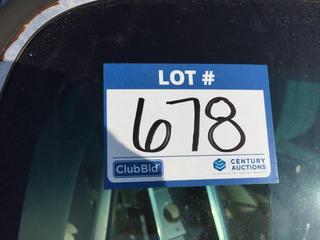 LOT #
678
ClubBid
CENTURY
AUCTIONS